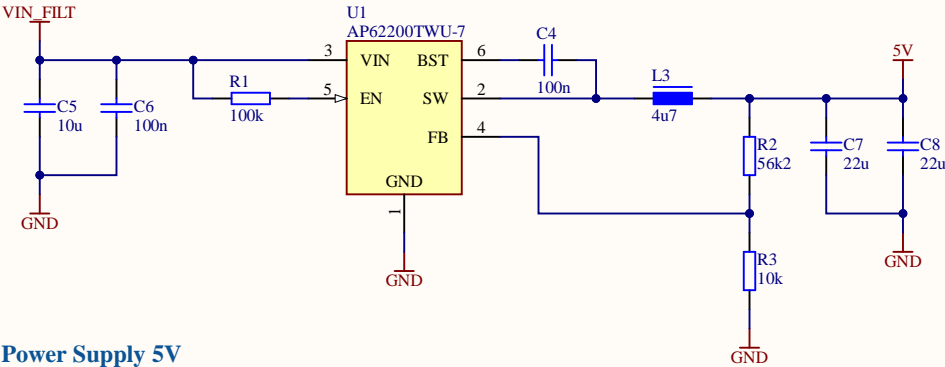 VIN_FILT
U1
AP62200TWU-7
C4
100n
5V
3
VIN
BST
6
L3
4u7
R1
100k
5
EN
SW
2
C5
10u
C6
100n
FB
4
R2
56k2
C7
22u
C8
22u
GND
1
GND
GND
GND
R3
10k
GND
Power Supply 5V